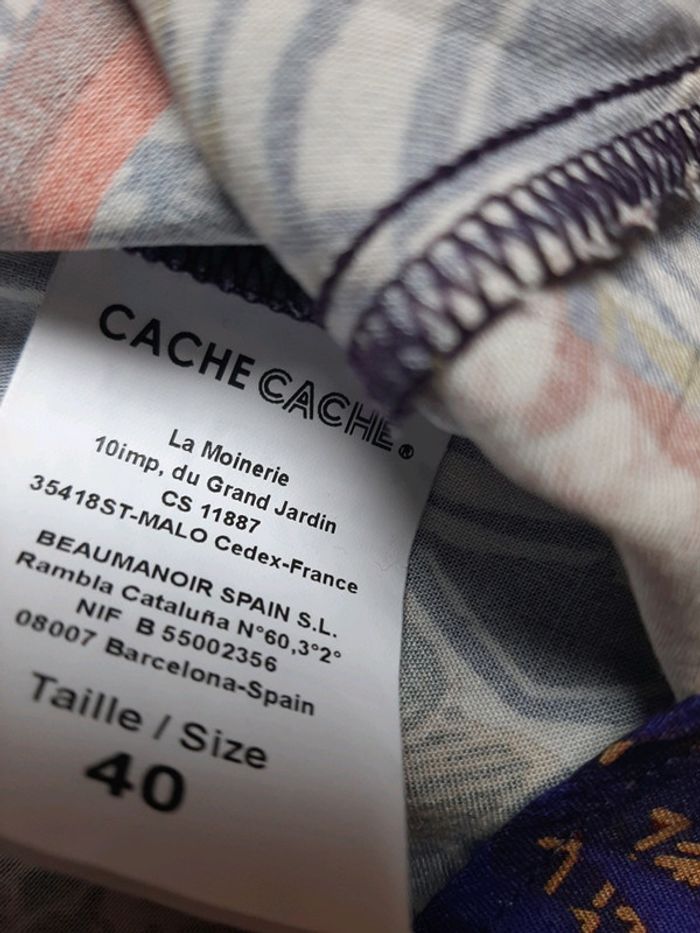 CACHE CACHE®
La Moinerie
10imp, du Grand Jardin
CS 11887
35418ST-MALO Cedex-France
BEAUMANOIR SPAIN S.L.
Rambla Cataluña N°60,3°2°
NIF B 55002356
08007 Barcelona-Spain
Taille / Size
40